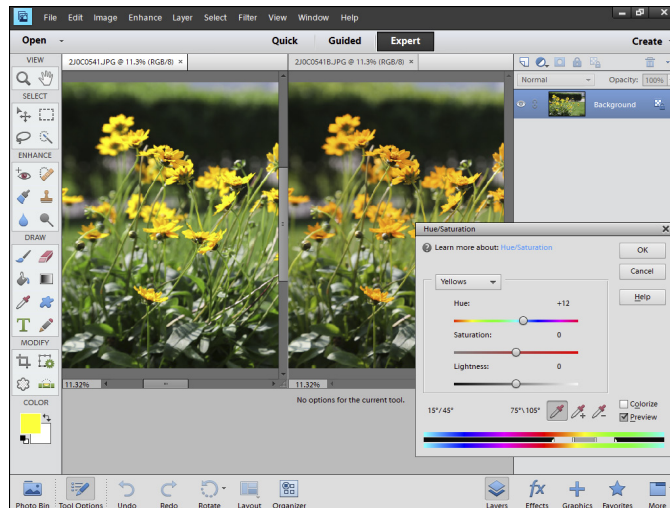 File Edit Image Enhance Layer Select Filter View Window Help
Open Quick Guided Expert Create
VIEW
2J0C0541.JPG @ 11.3% (RGB/8) × 2J0C0541B.JPG @ 11.3% (RGB/8) ×
Normal Opacity: 100%
SELECT
Background
ENHANCE
Hue/Saturation
Learn more about: Hue/Saturation
OK
Cancel
Help
Yellows
Hue: +12
Saturation: 0
Lightness: 0
15°/45° 75°\105°
Colorize
Preview
DRAW
MODIFY
COLOR
11.32% 11.32%
No options for the current tool.
Photo Bin Tool Options Undo Redo Rotate Layout Organizer Layers Effects Graphics Favorites More